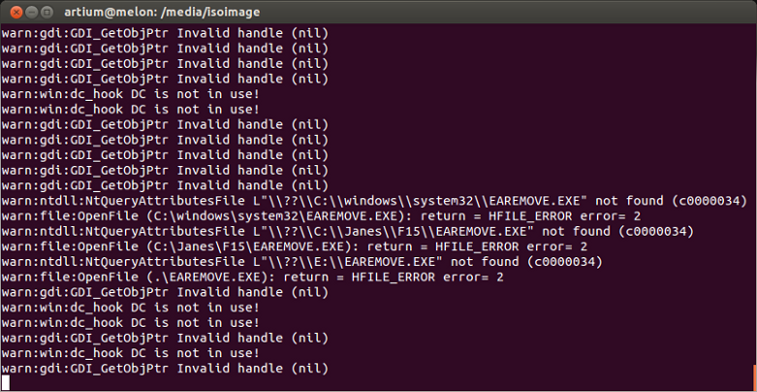 artium@melon: /media/isoimage
warn:gdi:GDI_GetObjPtr Invalid handle (nil)
warn:gdi:GDI_GetObjPtr Invalid handle (nil)
warn:gdi:GDI_GetObjPtr Invalid handle (nil)
warn:gdi:GDI_GetObjPtr Invalid handle (nil)
warn:win:dc_hook DC is not in use!
warn:win:dc_hook DC is not in use!
warn:gdi:GDI_GetObjPtr Invalid handle (nil)
warn:gdi:GDI_GetObjPtr Invalid handle (nil)
warn:gdi:GDI_GetObjPtr Invalid handle (nil)
warn:gdi:GDI_GetObjPtr Invalid handle (nil)
warn:gdi:GDI_GetObjPtr Invalid handle (nil)
warn:ntdll:NtQueryAttributesFile L"\\??\\C:\\windows\\system32\\EAREMOVE.EXE" not found (c0000034)
warn:file:OpenFile (C:\windows\system32\EAREMOVE.EXE): return = HFILE_ERROR error= 2
warn:ntdll:NtQueryAttributesFile L"\\??\\C:\\Janes\\F15\\EAREMOVE.EXE" not found (c0000034)
warn:file:OpenFile (C:\Janes\F15\EAREMOVE.EXE): return = HFILE_ERROR error= 2
warn:ntdll:NtQueryAttributesFile L"\\??\\E:\\EAREMOVE.EXE" not found (c0000034)
warn:file:OpenFile (.\EAREMOVE.EXE): return = HFILE_ERROR error= 2
warn:gdi:GDI_GetObjPtr Invalid handle (nil)
warn:win:dc_hook DC is not in use!
warn:win:dc_hook DC is not in use!
warn:gdi:GDI_GetObjPtr Invalid handle (nil)
warn:win:dc_hook DC is not in use!
warn:gdi:GDI_GetObjPtr Invalid handle (nil)